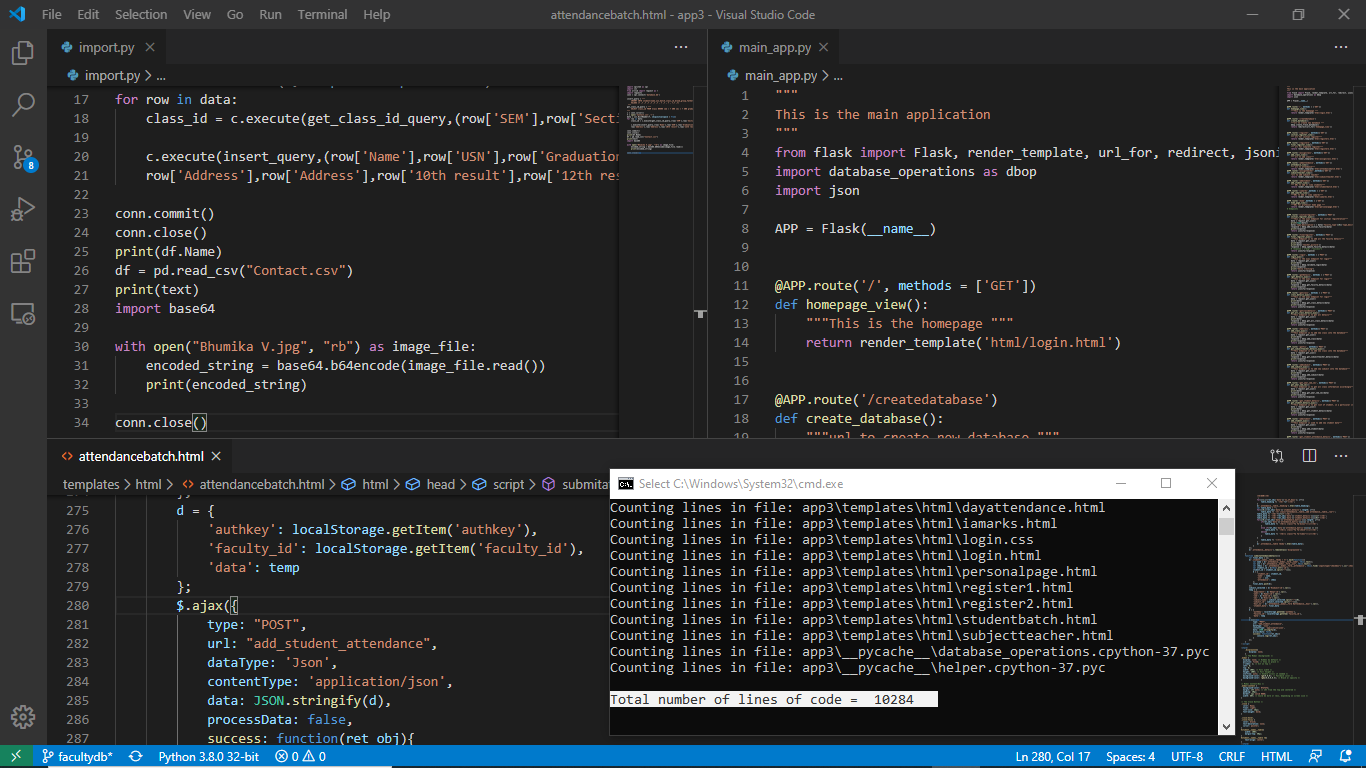 File Edit Selection View Go Run Terminal Help
attendancebatch.html - app3 - Visual Studio Code
import.py
import.py > ...
17 for row in data:
18 class_id = c.execute(get_class_id_query,(row['SEM'],row['Sect
19
20 c.execute(insert_query,(row['Name'],row['USN'],row['Graduation
21 row['Address'],row['Address'],row['10th result'],row['12th res
22
23 conn.commit()
24 conn.close()
25 print(df.Name)
26 df = pd.read_csv("Contact.csv")
27 print(text)
28 import base64
29
30 with open("Bhumika V.jpg", "rb") as image_file:
31 encoded_string = base64.b64encode(image_file.read())
32 print(encoded_string)
33
34 conn.close()
main_app.py
main_app.py > ...
1 """
2 This is the main application
3 """
4 from flask import Flask, render_template, url_for, redirect, json
5 import database_operations as dbop
6 import json
7
8 APP = Flask(__name__)
9
10
11 @APP.route('/', methods = ['GET'])
12 def homepage_view():
13 """This is the homepage """
14 return render_template('html/login.html')
15
16
17 @APP.route('/createdatabase')
18 def create_database():
19 """url to create new database """
8
attendancebatch.html
templates > html > attendancebatch.html > html > head > script > submita
275 d = {
276 'authkey': localStorage.getItem('authkey'),
277 'faculty_id': localStorage.getItem('faculty_id'),
278 'data': temp
279 };
280 $.ajax({
281 type: "POST",
282 url: "add_student_attendance",
283 dataType: 'Json',
284 contentType: 'application/json',
285 data: JSON.stringify(d),
286 processData: false,
287 success: function(ret_obj){
Select C:\Windows\System32\cmd.exe
Counting lines in file: app3\templates\html\dayattendance.html
Counting lines in file: app3\templates\html\iamarks.html
Counting lines in file: app3\templates\html\login.css
Counting lines in file: app3\templates\html\login.html
Counting lines in file: app3\templates\html\personalpage.html
Counting lines in file: app3\templates\html\register1.html
Counting lines in file: app3\templates\html\register2.html
Counting lines in file: app3\templates\html\studentbatch.html
Counting lines in file: app3\templates\html\subjectteacher.html
Counting lines in file: app3\__pycache__\database_operations.cpython-37.pyc
Counting lines in file: app3\__pycache__\helper.cpython-37.pyc
Total number of lines of code = 10284
facultydb* Python 3.8.0 32-bit 0 0 Ln 280, Col 17 Spaces: 4 UTF-8 CRLF HTML